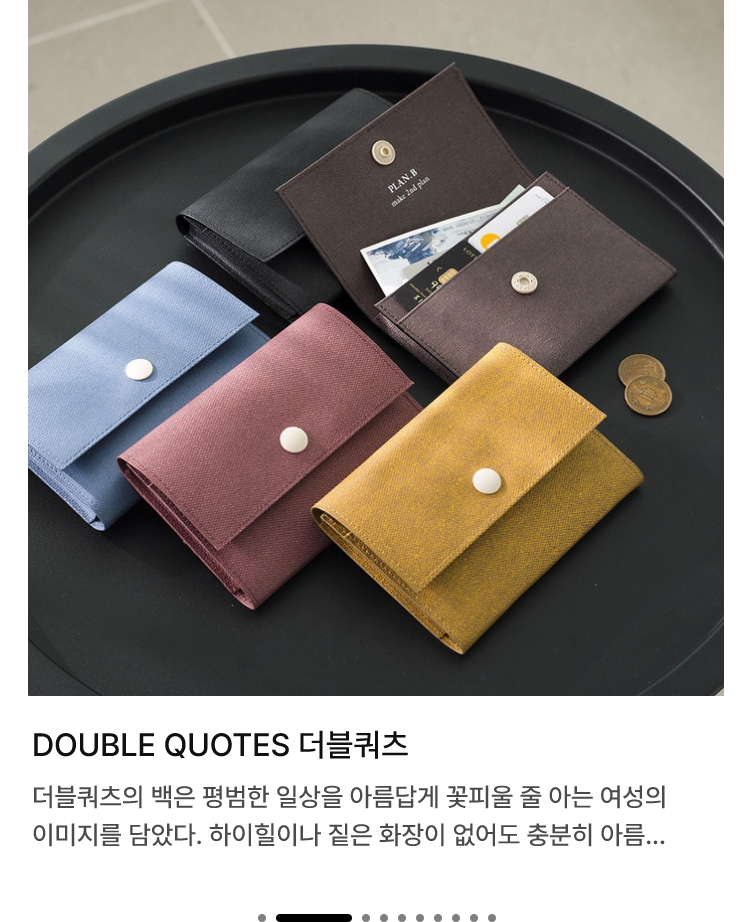 PLAN.B
make 2nd plan
DOUBLE QUOTES 더블쿼츠
더블쿼츠의 백은 평범한 일상을 아름답게 꽃피울 줄 아는 여성의
이미지를 담았다. 하이힐이나 짙은 화장이 없어도 충분히 아름...